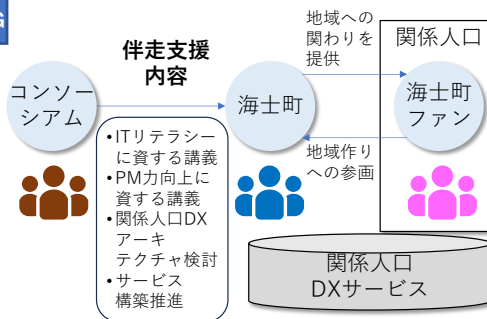 G
伴走支援
内容
コンソー
シアム
•ITリテラシー
に資する講義
•PM力向上に
資する講義
•関係人口DX
アーキ
テクチャ検討
•サービス
構築推進
海士町
地域への
関わりを
提供
地域作り
への参画
関係人口
海士町
ファン
関係人口
DXサービス